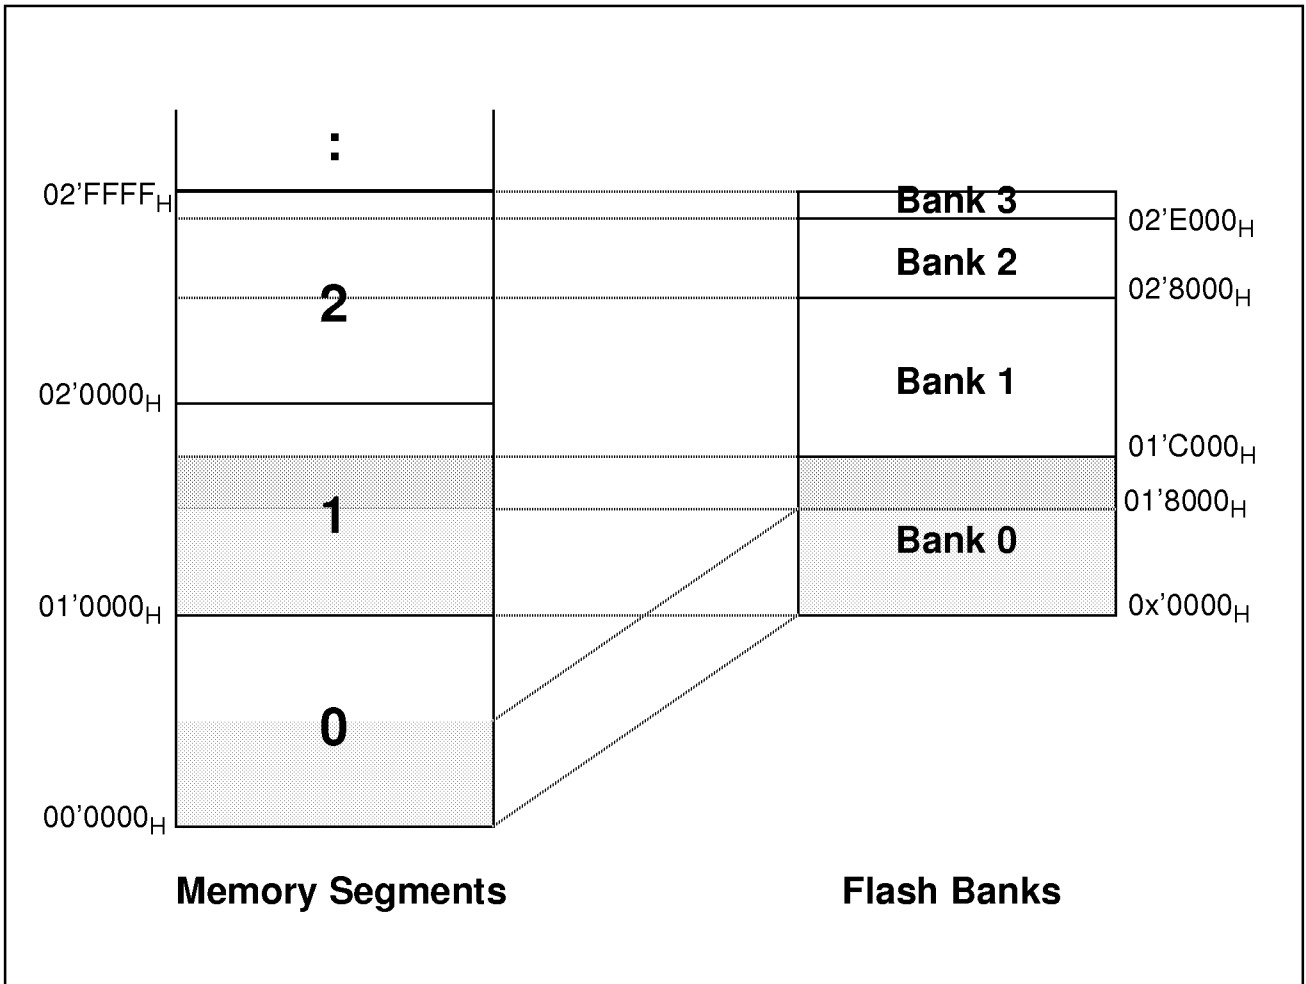 :
02'FFFFH
Bank 3
02'E000H
Bank 2
2
02'8000H
Bank 1
02'0000H
01'C000H
1
01'8000H
Bank 0
01'0000H
0x'0000H
0
00'0000H
Memory Segments
Flash Banks